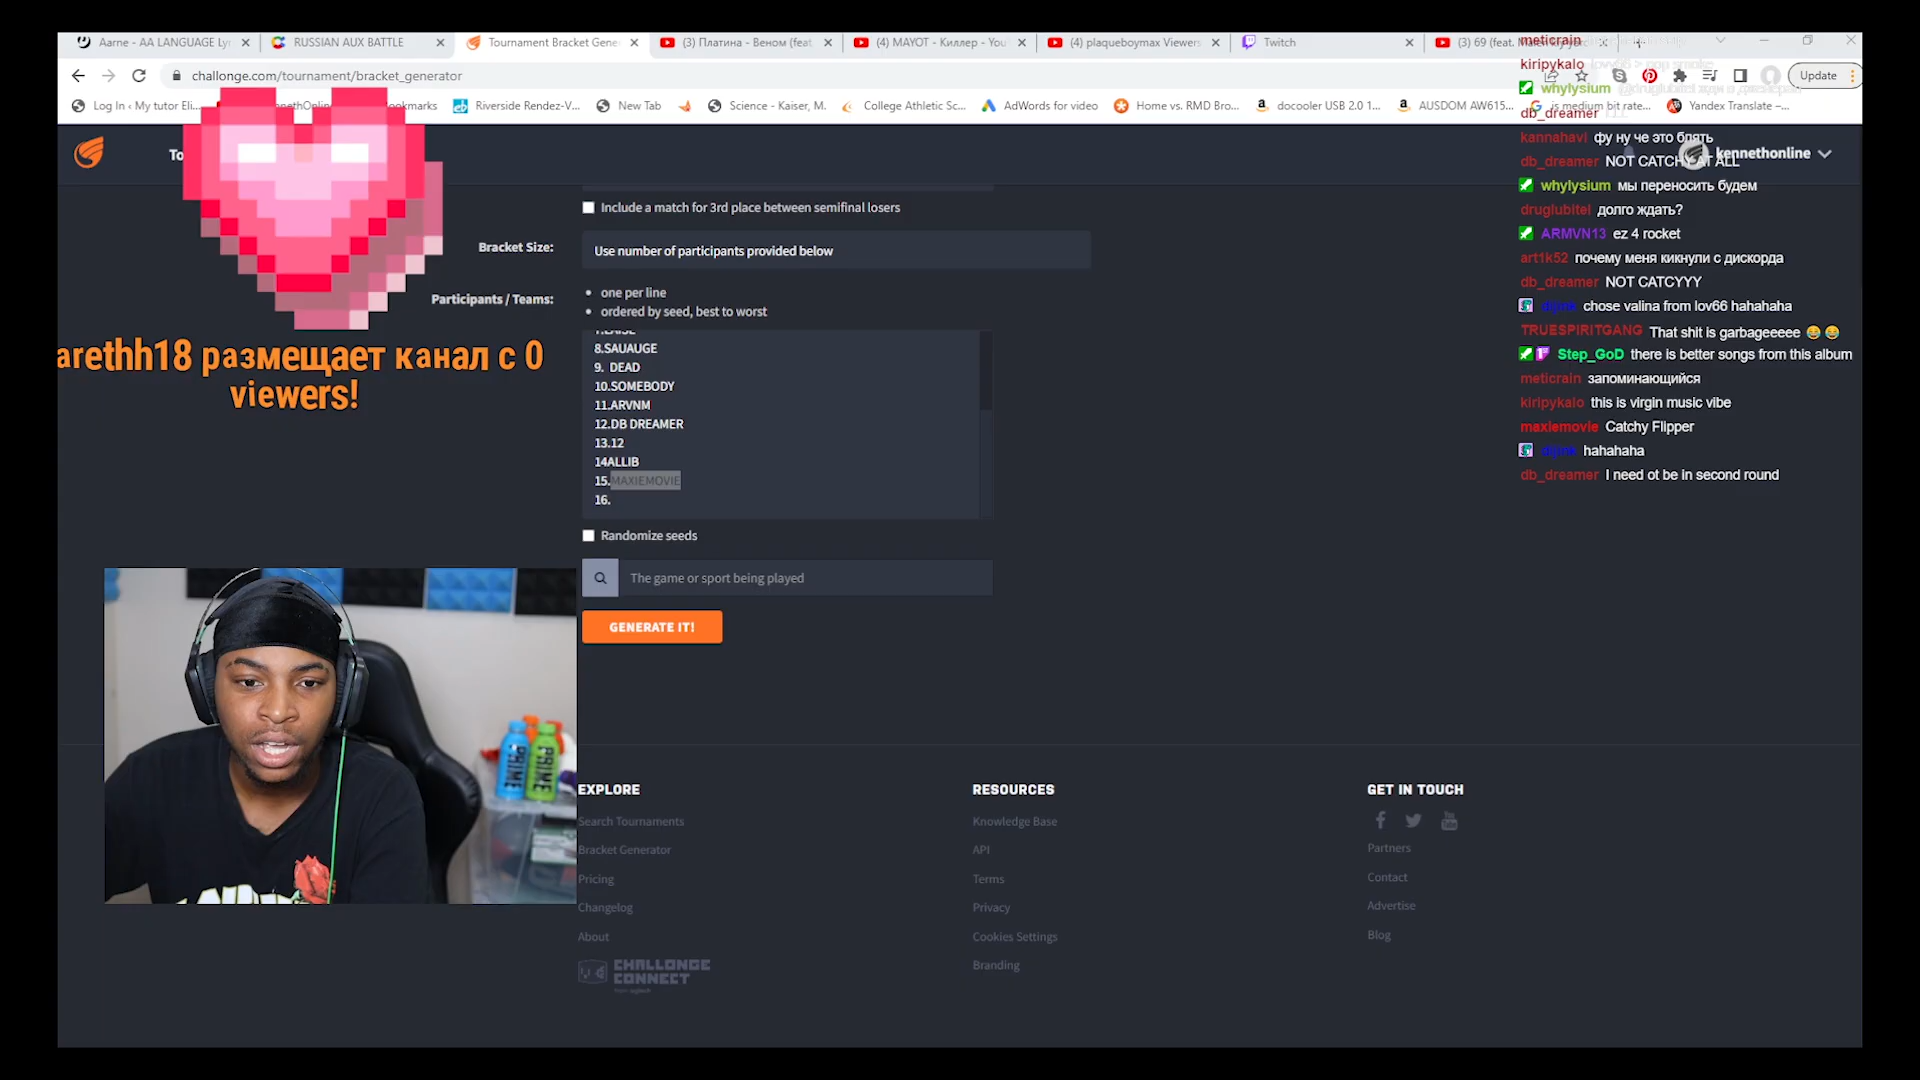 Aarne - AA LANGUAGE Ly
RUSSIAN AUX BATTLE
Tournament Bracket Gene
(3) Платина - Веном (feat
(4) MAYOT - Киллер - You
(4) plaqueboymax Viewers
Twitch
(3) 69 (feat.
challonge.com/tournament/bracket_generator
Update
Log In ‹ My tutor Eli...
Riverside Rendez-V...
New Tab
Science - Kaiser, M.
College Athletic Sc...
AdWords for video
Home vs. RMD Bro...
docooler USB 2.0 1...
AUSDOM AW615...
is medium bit rate...
Yandex Translate –...
To
kennethonline
Include a match for 3rd place between semifinal losers
Bracket Size:
Use number of participants provided below
Participants / Teams:
one per line
ordered by seed, best to worst
8.SAUAUGE
9. DEAD
10.SOMEBODY
11.ARVNM
12.DB DREAMER
13.12
14ALLIB
15.MAXIEMOVIE
16.
Randomize seeds
The game or sport being played
GENERATE IT!
arethh18 размещает канал с 0
viewers!
meticrain
kiripykalo
whylysium
db_dreamer
kannahavi фу ну че это бпять
db_dreamer NOT CATCHY AT ALL
whylysium мы переносить будем
druglubitel долго ждать?
ARMVN13 ez 4 rocket
art1k52 почему меня кикнули с дискорда
db_dreamer NOT CATCYYY
chose valina from lov66 hahahaha
TRUESPIRITGANG That shit is garbageeeee 😂 😂
Step_GoD there is better songs from this album
meticrain запоминающийся
kiripykalo this is virgin music vibe
maxiemovie Catchy Flipper
hahahaha
db_dreamer I need ot be in second round
PRIME
PRIME
EXPLORE
Search Tournaments
Bracket Generator
Pricing
Changelog
About
CHALLONGE
CONNECT
RESOURCES
Knowledge Base
API
Terms
Privacy
Cookies Settings
Branding
GET IN TOUCH
Partners
Contact
Advertise
Blog